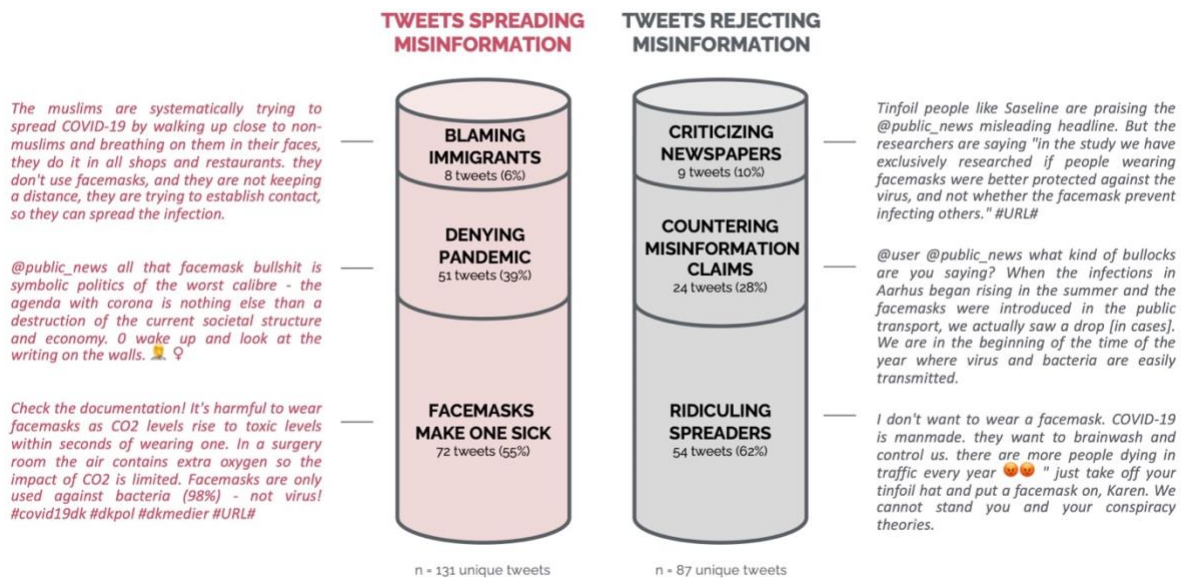 TWEETS SPREADING
MISINFORMATION
TWEETS REJECTING
MISINFORMATION
The muslims are systematically trying to
spread COVID-19 by walking up close to non-
muslims and breathing on them in their faces,
they do it in all shops and restaurants. they
don't use facemasks, and they are not keeping
a distance, they are trying to establish contact,
so they can spread the infection.
@public_news all that facemask bullshit is
symbolic politics of the worst calibre - the
agenda with corona is nothing else than a
destruction of the current societal structure
and economy. 0 wake up and look at the
writing on the walls. 🤦 ♀
Check the documentation! It's harmful to wear
facemasks as CO2 levels rise to toxic levels
within seconds of wearing one. In a surgery
room the air contains extra oxygen so the
impact of CO2 is limited. Facemasks are only
used against bacteria (98%) - not virus!
#covid19dk #dkpol #dkmedier #URL#
BLAMING
IMMIGRANTS
8 tweets (6%)
DENYING
PANDEMIC
51 tweets (39%)
FACEMASKS
MAKE ONE SICK
72 tweets (55%)
n = 131 unique tweets
CRITICIZING
NEWSPAPERS
9 tweets (10%)
COUNTERING
MISINFORMATION
CLAIMS
24 tweets (28%)
RIDICULING
SPREADERS
54 tweets (62%)
n = 87 unique tweets
Tinfoil people like Saseline are praising the
@public_news misleading headline. But the
researchers are saying "in the study we have
exclusively researched if people wearing
facemasks were better protected against the
virus, and not whether the facemask prevent
infecting others." #URL#
@user @public_news what kind of bullocks
are you saying? When the infections in
Aarhus began rising in the summer and the
facemasks were introduced in the public
transport, we actually saw a drop [in cases].
We are in the beginning of the time of the
year where virus and bacteria are easily
transmitted.
I don't want to wear a facemask. COVID-19
is manmade. they want to brainwash and
control us. there are more people dying in
traffic every year 😡😡 " just take off your
tinfoil hat and put a facemask on, Karen. We
cannot stand you and your conspiracy
theories.